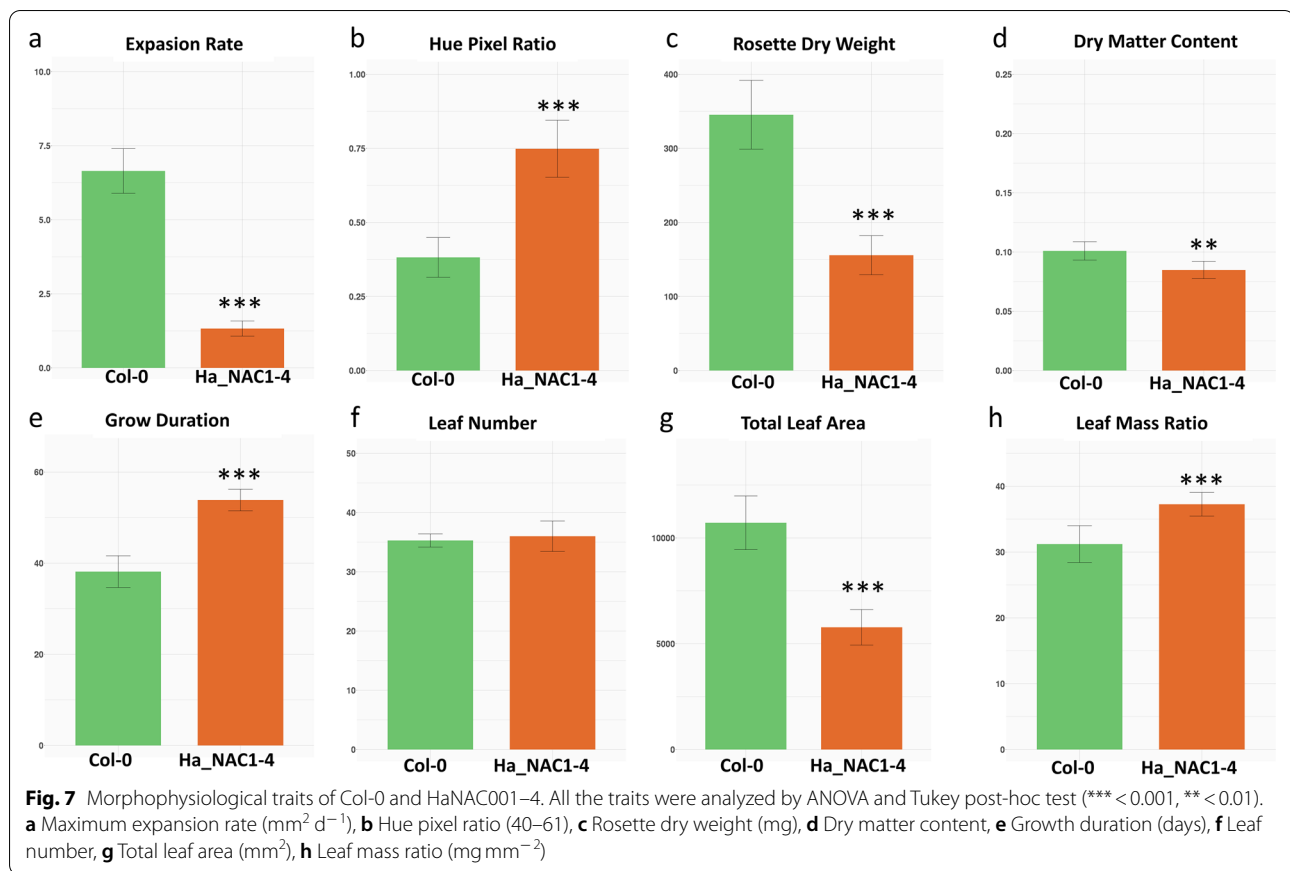 a Expasion Rate
10.0
7.5
5.0
2.5
0.0
***
Col-0 Ha_NAC1-4
b Hue Pixel Ratio
1.00
0.75
0.50
0.25
0.00
***
Col-0 Ha_NAC1-4
c Rosette Dry Weight
400
300
200
100
0
***
Col-0 Ha_NAC1-4
d Dry Matter Content
0.25
0.20
0.15
0.10
0.05
0.00
**
Col-0 Ha_NAC1-4
e Grow Duration
60
40
20
0
***
Col-0 Ha_NAC1-4
f Leaf Number
50
45
40
35
30
25
20
15
10
5
0
Col-0 Ha_NAC1-4
g Total Leaf Area
10000
5000
0
***
Col-0 Ha_NAC1-4
h Leaf Mass Ratio
40
30
20
10
0
***
Col-0 Ha_NAC1-4
Fig. 7 Morphophysiological traits of Col-0 and HaNAC001–4. All the traits were analyzed by ANOVA and Tukey post-hoc test (*** < 0.001, ** < 0.01).
a Maximum expansion rate (mm² d⁻¹), b Hue pixel ratio (40–61), c Rosette dry weight (mg), d Dry matter content, e Growth duration (days), f Leaf
number, g Total leaf area (mm²), h Leaf mass ratio (mg mm⁻²)